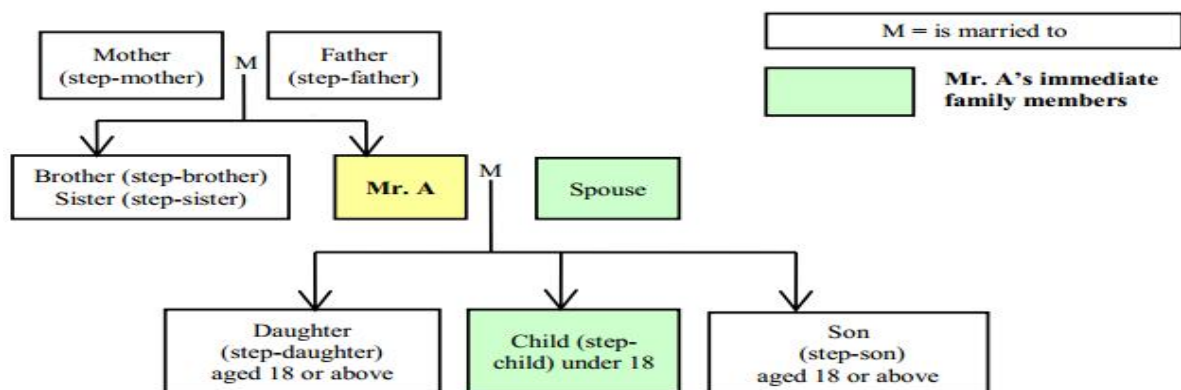 Mother
(step-mother)
M
Father
(step-father)
M = is married to
Mr. A’s immediate
family members
Brother (step-brother)
Sister (step-sister)
Mr. A
M
Spouse
Daughter
(step-daughter)
aged 18 or above
Child (step-
child) under 18
Son
(step-son)
aged 18 or above